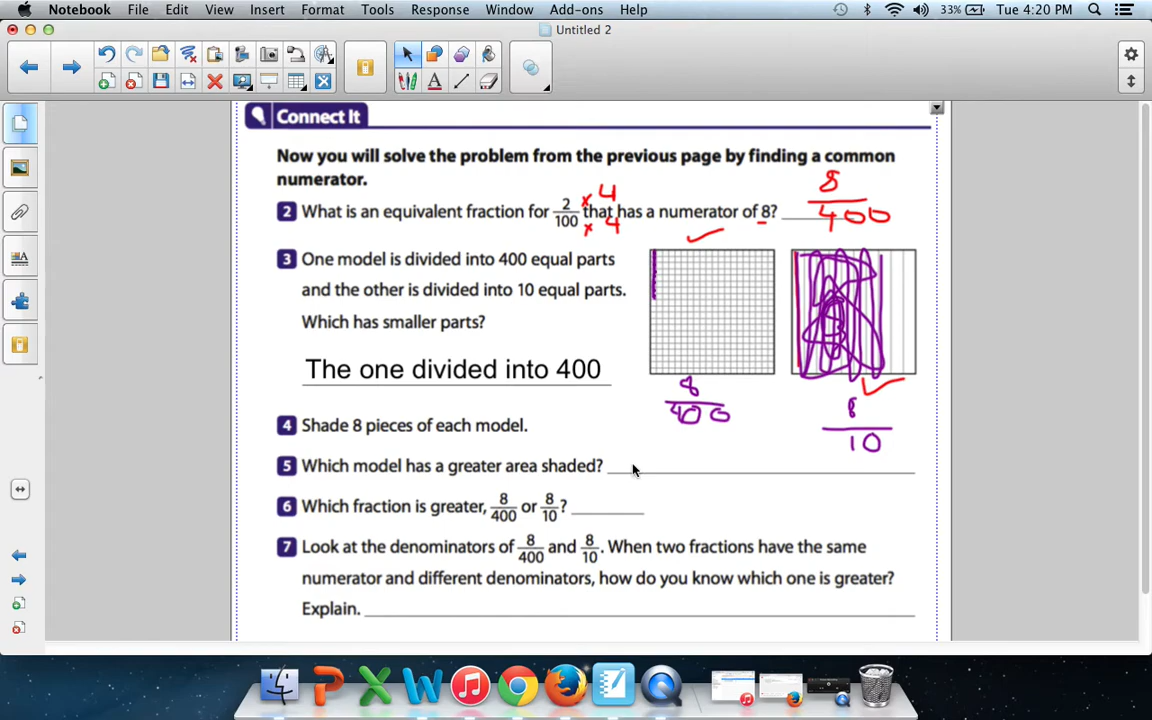 Notebook File Edit View Insert Format Tools Response Window Add-ons Help 33% Tue 4:20 PM
Untitled 2
Connect It
Now you will solve the problem from the previous page by finding a common
numerator.
2 What is an equivalent fraction for 2/100 that has a numerator of 8? ______
× 4
× 4
8
400
3 One model is divided into 400 equal parts
and the other is divided into 10 equal parts.
Which has smaller parts?
The one divided into 400
8
400
8
10
4 Shade 8 pieces of each model.
5 Which model has a greater area shaded?
6 Which fraction is greater, 8/400 or 8/10?
7 Look at the denominators of 8/400 and 8/10. When two fractions have the same
numerator and different denominators, how do you know which one is greater?
Explain.